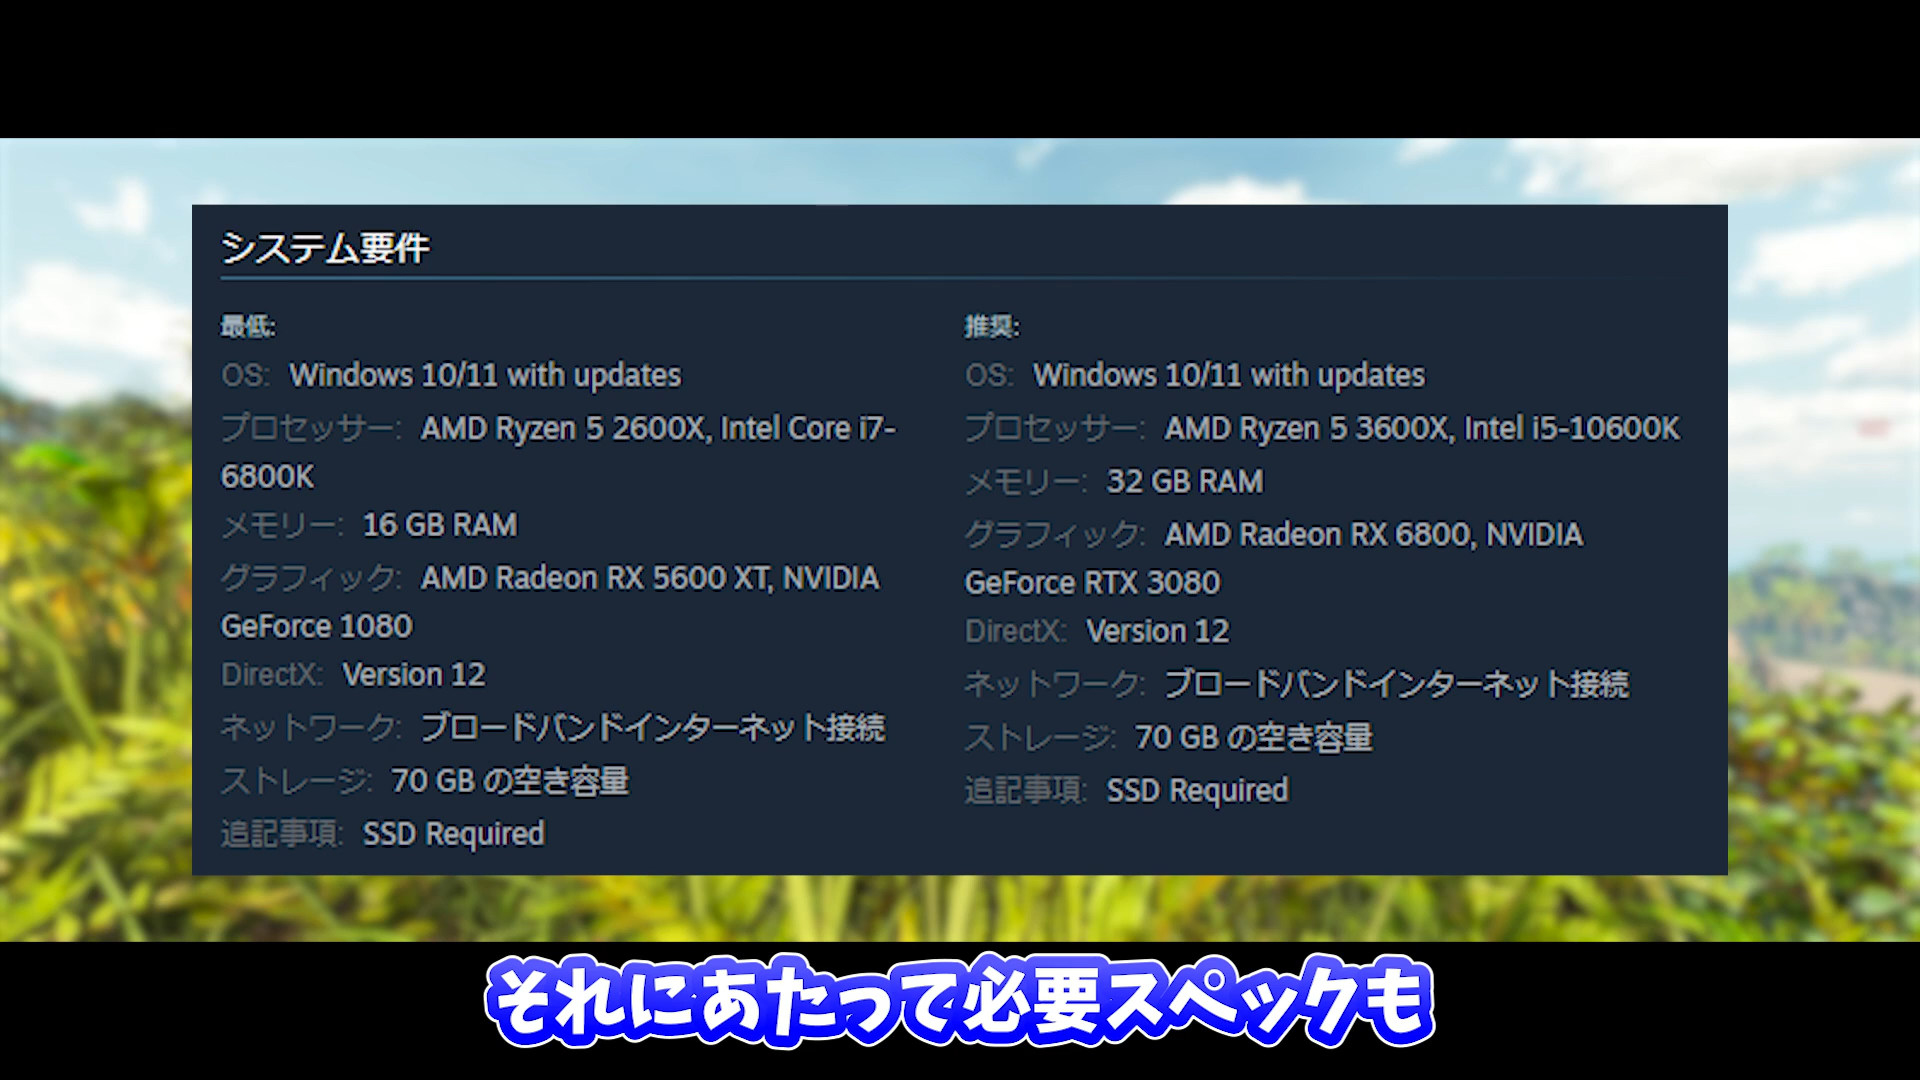 システム要件
最低:
OS: Windows 10/11 with updates
プロセッサー: AMD Ryzen 5 2600X, Intel Core i7-
6800K
メモリー: 16 GB RAM
グラフィック: AMD Radeon RX 5600 XT, NVIDIA
GeForce 1080
DirectX: Version 12
ネットワーク: ブロードバンドインターネット接続
ストレージ: 70 GB の空き容量
追記事項: SSD Required
推奨:
OS: Windows 10/11 with updates
プロセッサー: AMD Ryzen 5 3600X, Intel i5-10600K
メモリー: 32 GB RAM
グラフィック: AMD Radeon RX 6800, NVIDIA
GeForce RTX 3080
DirectX: Version 12
ネットワーク: ブロードバンドインターネット接続
ストレージ: 70 GB の空き容量
追記事項: SSD Required
それにあたって必要スペックも